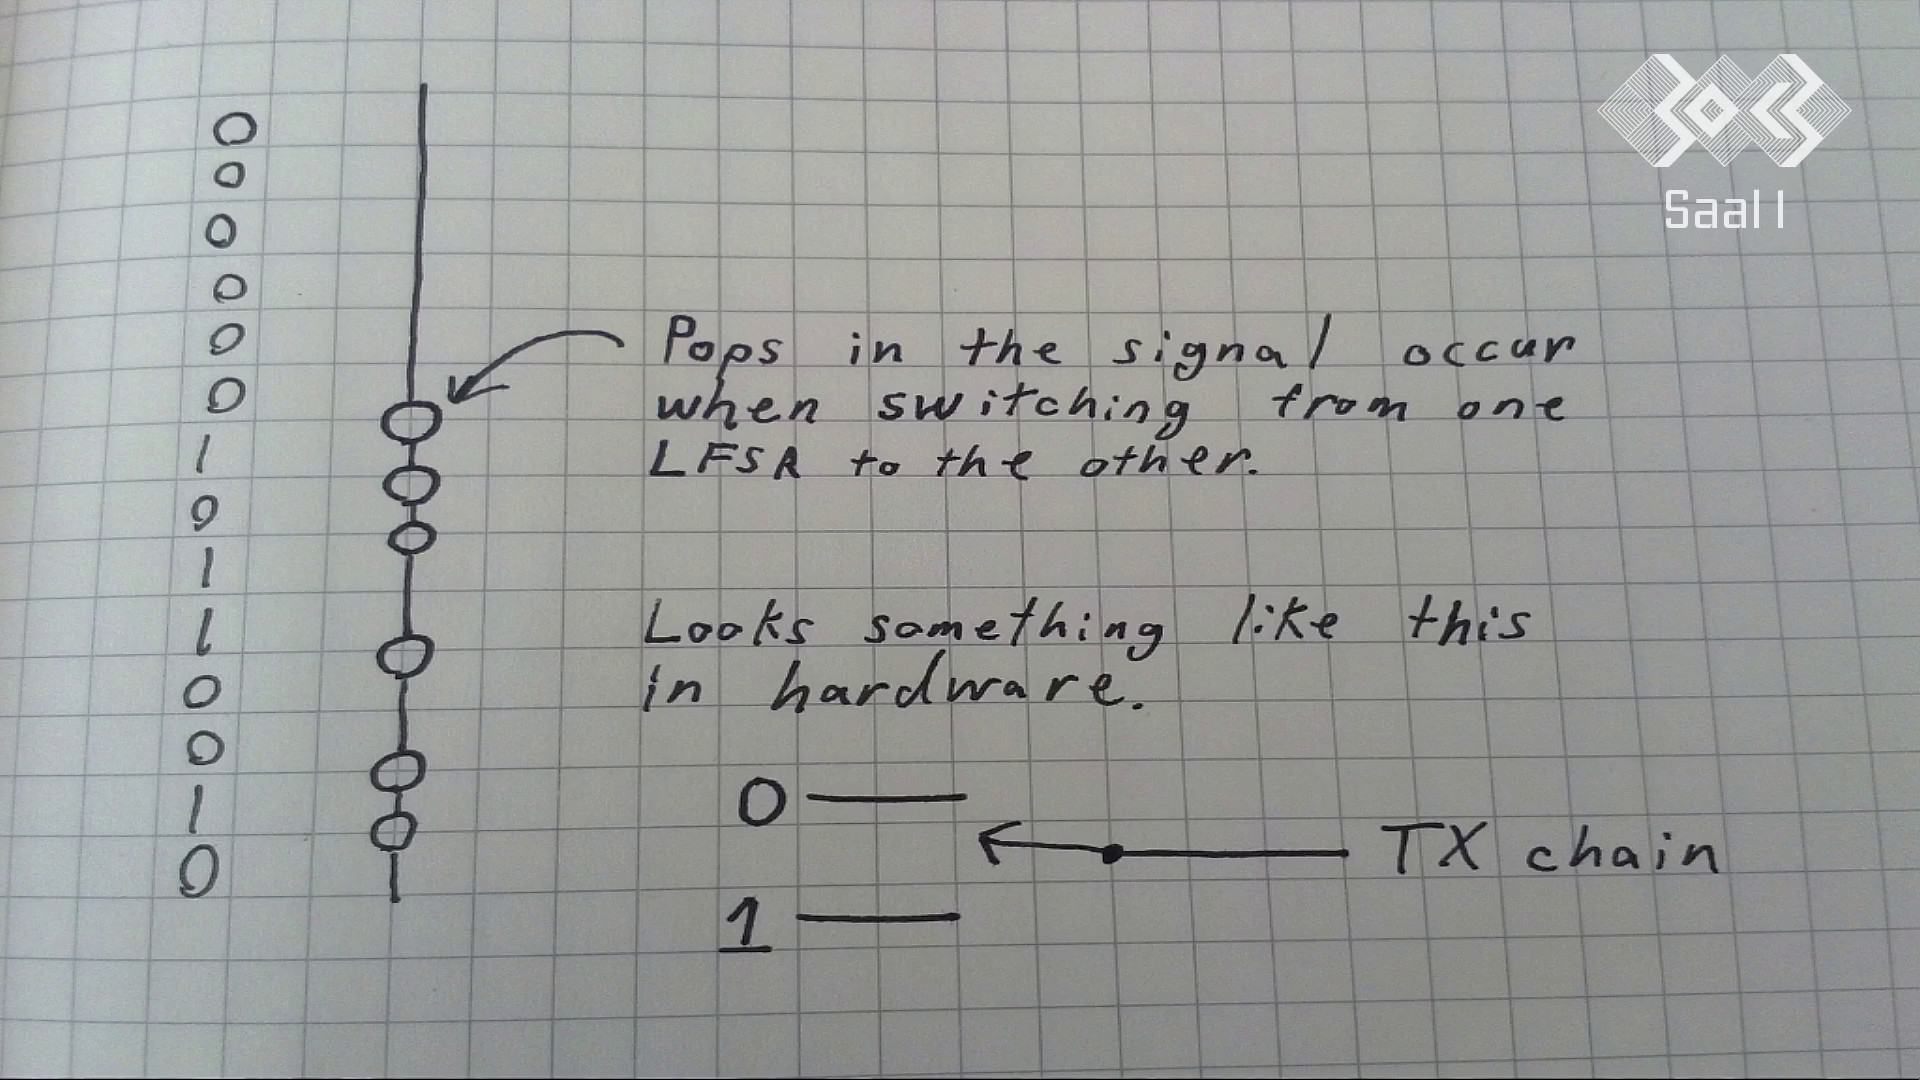 0
0
0
0
0
0
1
0
1
1
0
0
1
0
Pops in the signal occur
when switching from one
LFSR to the other.
Looks something like this
in hardware.
0
TX chain
1
Saal 1